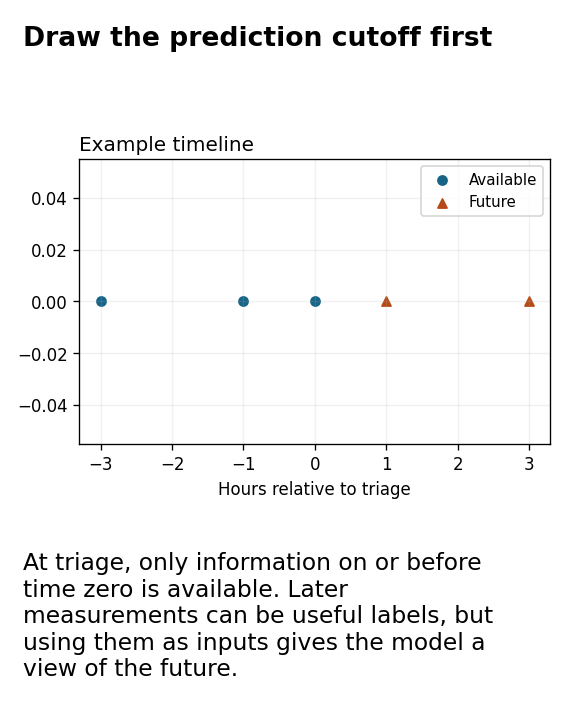 Draw the prediction cutoff first
Example timeline
Available
Future
0.04
0.02
0.00
−0.02
−0.04
−3
−2
−1
0
1
2
3
Hours relative to triage
At triage, only information on or before
time zero is available. Later
measurements can be useful labels, but
using them as inputs gives the model a
view of the future.